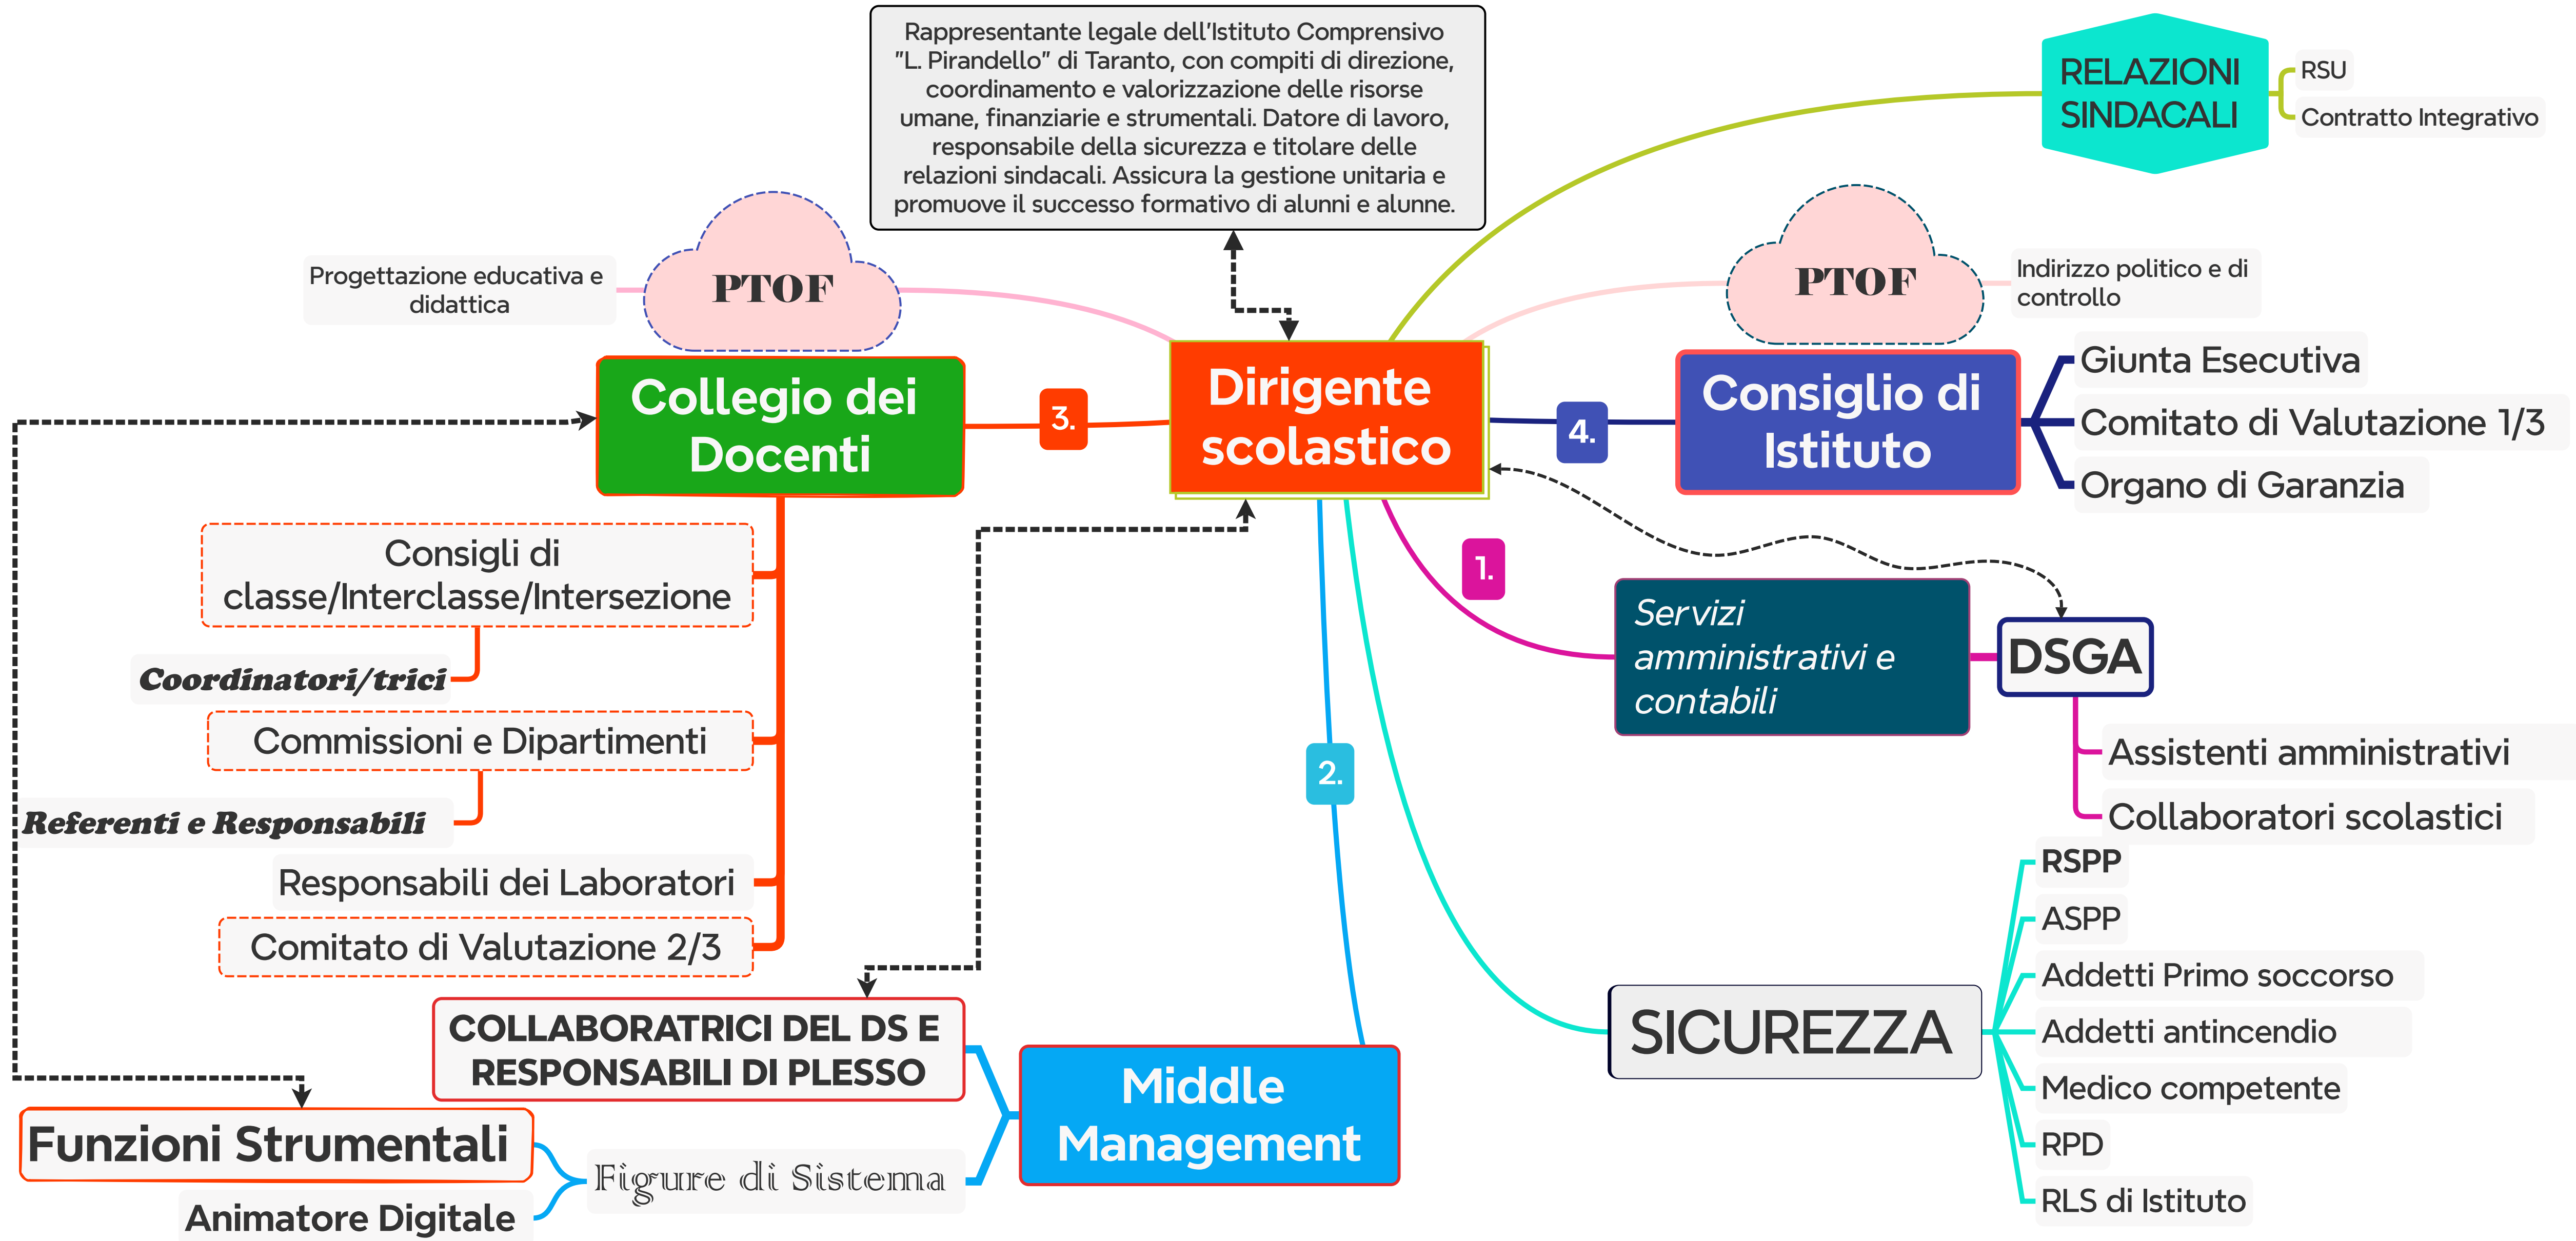 Rappresentante legale dell'Istituto Comprensivo
"L. Pirandello" di Taranto, con compiti di direzione,
coordinamento e valorizzazione delle risorse
umane, finanziarie e strumentali. Datore di lavoro,
responsabile della sicurezza e titolare delle
relazioni sindacali. Assicura la gestione unitaria e
promuove il successo formativo di alunni e alunne.
RELAZIONI
SINDACALI
RSU
Contratto Integrativo
Progettazione educativa e
didattica
PTOF
PTOF
Indirizzo politico e di
controllo
Collegio dei
Docenti
3.
Dirigente
scolastico
4.
Consiglio di
Istituto
Giunta Esecutiva
Comitato di Valutazione 1/3
Organo di Garanzia
Consigli di
classe/Interclasse/Intersezione
Coordinatori/trici
Commissioni e Dipartimenti
Referenti e Responsabili
Responsabili dei Laboratori
Comitato di Valutazione 2/3
1.
Servizi
amministrativi e
contabili
DSGA
Assistenti amministrativi
Collaboratori scolastici
2.
COLLABORATRICI DEL DS E
RESPONSABILI DI PLESSO
Middle
Management
Funzioni Strumentali
Figure di Sistema
Animatore Digitale
SICUREZZA
RSPP
ASPP
Addetti Primo soccorso
Addetti antincendio
Medico competente
RPD
RLS di Istituto